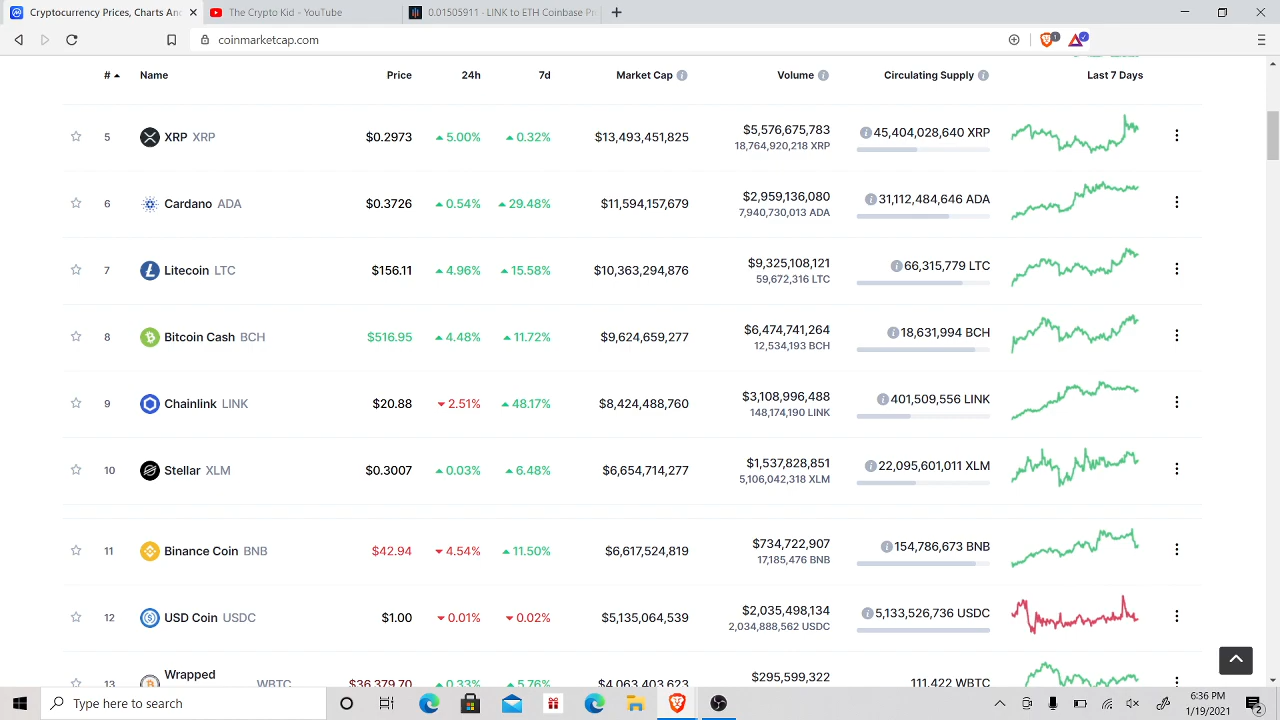 Cryptocurrency Prices, Charts And
The Crypto Kid - YouTube
0.01505911 - LINK to ETH Coinbase Pr
coinmarketcap.com
1
# Name Price 24h 7d Market Cap Volume Circulating Supply Last 7 Days
5 XRP XRP $0.2973 5.00% 0.32% $13,493,451,825 $5,576,675,783 45,404,028,640 XRP
18,764,920,218 XRP
6 Cardano ADA $0.3726 0.54% 29.48% $11,594,157,679 $2,959,136,080 31,112,484,646 ADA
7,940,730,013 ADA
7 Litecoin LTC $156.11 4.96% 15.58% $10,363,294,876 $9,325,108,121 66,315,779 LTC
59,672,316 LTC
8 Bitcoin Cash BCH $516.95 4.48% 11.72% $9,624,659,277 $6,474,741,264 18,631,994 BCH
12,534,193 BCH
9 Chainlink LINK $20.88 2.51% 48.17% $8,424,488,760 $3,108,996,488 401,509,556 LINK
148,174,190 LINK
10 Stellar XLM $0.3007 0.03% 6.48% $6,654,714,277 $1,537,828,851 22,095,601,011 XLM
5,106,042,318 XLM
11 Binance Coin BNB $42.94 4.54% 11.50% $6,617,524,819 $734,722,907 154,786,673 BNB
17,185,476 BNB
12 USD Coin USDC $1.00 0.01% 0.02% $5,135,064,539 $2,035,498,134 5,133,526,736 USDC
2,034,888,562 USDC
13 Wrapped WBTC $36,379.70 0.33% 5.76% $4,063,403,623 $295,599,322 111,422 WBTC
Type here to search
6:36 PM
1/19/2021
2